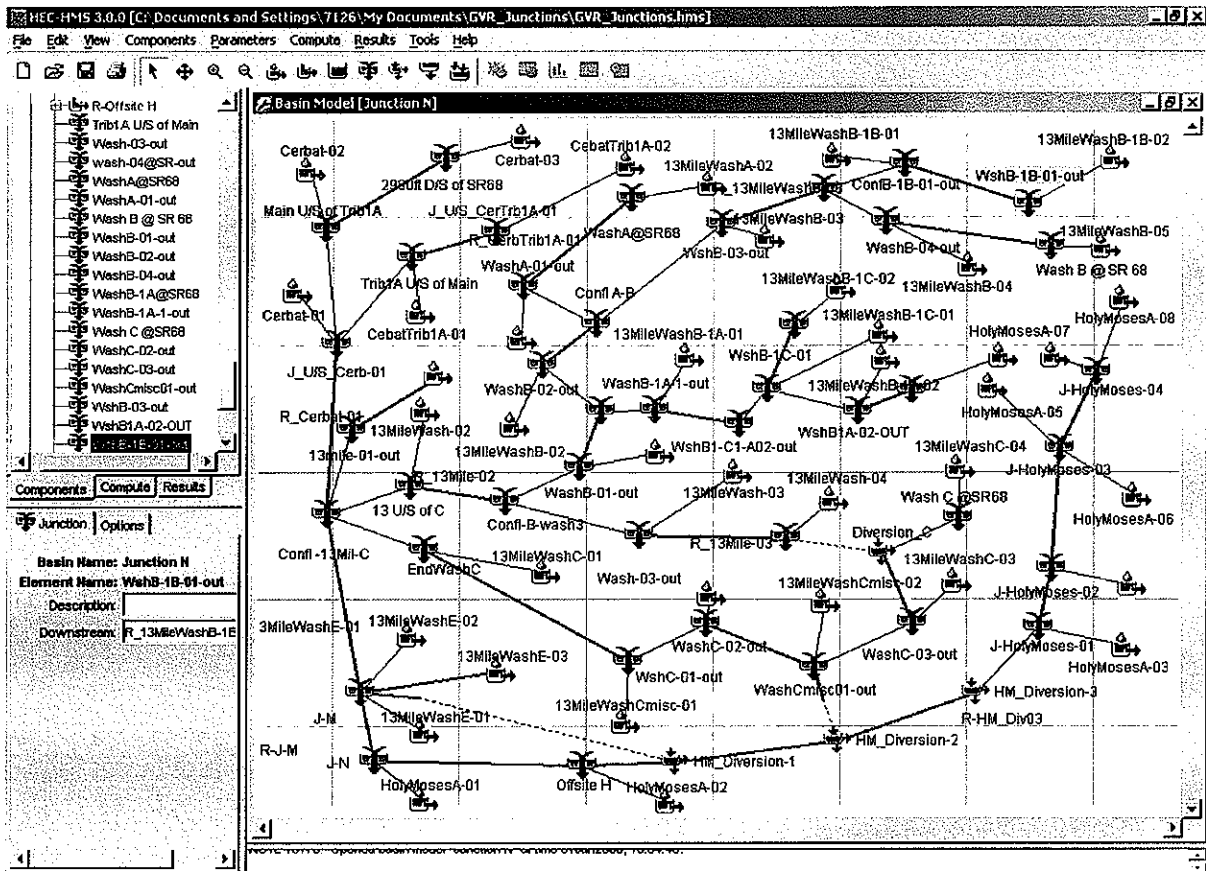 HEC-HMS 3.0.0 [C:\Documents and Settings\7126\My Documents\GVR_Junctions\GVR_Junctions.hms]
File Edit View Components Parameters Compute Results Tools Help
R-Offsite H
Trib1A U/S of Main
Wash-03-out
wash-04@SR-out
WashA@SR68
WashA-01-out
Wash B @ SR 68
WashB-01-out
WashB-02-out
WashB-04-out
WashB-1A@SR68
WashB-1A-1-out
Wash C @SR68
WashC-02-out
WashC-03-out
WashCmisc01-out
WshB-03-out
WshB1A-02-OUT
Components Compute Results
Junction Options
Basin Name: Junction N
Element Name: WshB-1B-01-out
Description:
Downstream: R_13MileWashB-1B
Basin Model [Junction N]
13MileWashB-1B-01
13MileWashB-1B-02
Cerbat-02
Cerbat-03
CebatTrib1A-02
13MileWashA-02
2980ft D/S of SR68
ConfB-1B-01-out
WshB-1B-01-out
Main U/S of Trib1A
J_U/S_CerTrb1A-01
13MileWashB-03
13MileWashB-05
R_CerbTrib1A-01
WashA@SR68
WashB-04-out
WashA-01-out
WshB-03-out
Wash B @ SR 68
Trib1A U/S of Main
13MileWashB-1C-02
13MileWashB-04
Cerbat-01
Confl A-B
HolyMosesA-08
CebatTrib1A-01
13MileWashB-1A-01
13MileWashB-1C-01
HolyMosesA-07
J_U/S_Cerb-01
WshB-1C-01
WashB-02-out
WashB-1A-1-out
J-HolyMoses-04
R_Cerbat-01
HolyMosesA-05
13MileWash-02
WshB1A-02-OUT
13mile-01-out
13MileWashB-02
WshB1-C1-A02-out
13MileWashC-04
R_13Mile-02
WashB-01-out
13MileWash-03
13MileWash-04
J-HolyMoses-03
13 U/S of C
Wash C @SR68
Confl-B-wash3
HolyMosesA-06
Diversion_C
Confl-13Mil-C
R_13Mile-03
EndWashC
13MileWashC-01
13MileWashC-03
Wash-03-out
13MileWashCmisc-02
J-HolyMoses-02
3MileWashE-01
13MileWashE-02
WashC-02-out
WashC-03-out
J-HolyMoses-01
13MileWashE-03
WshC-01-out
HolyMosesA-03
WashCmisc01-out
HM_Diversion-3
13MileWashE-01
13MileWashCmisc-01
R-HM_Div03
J-M
HM_Diversion-2
R-J-M
J-N
HM_Diversion-1
HolyMosesA-01
Offsite H
HolyMosesA-02